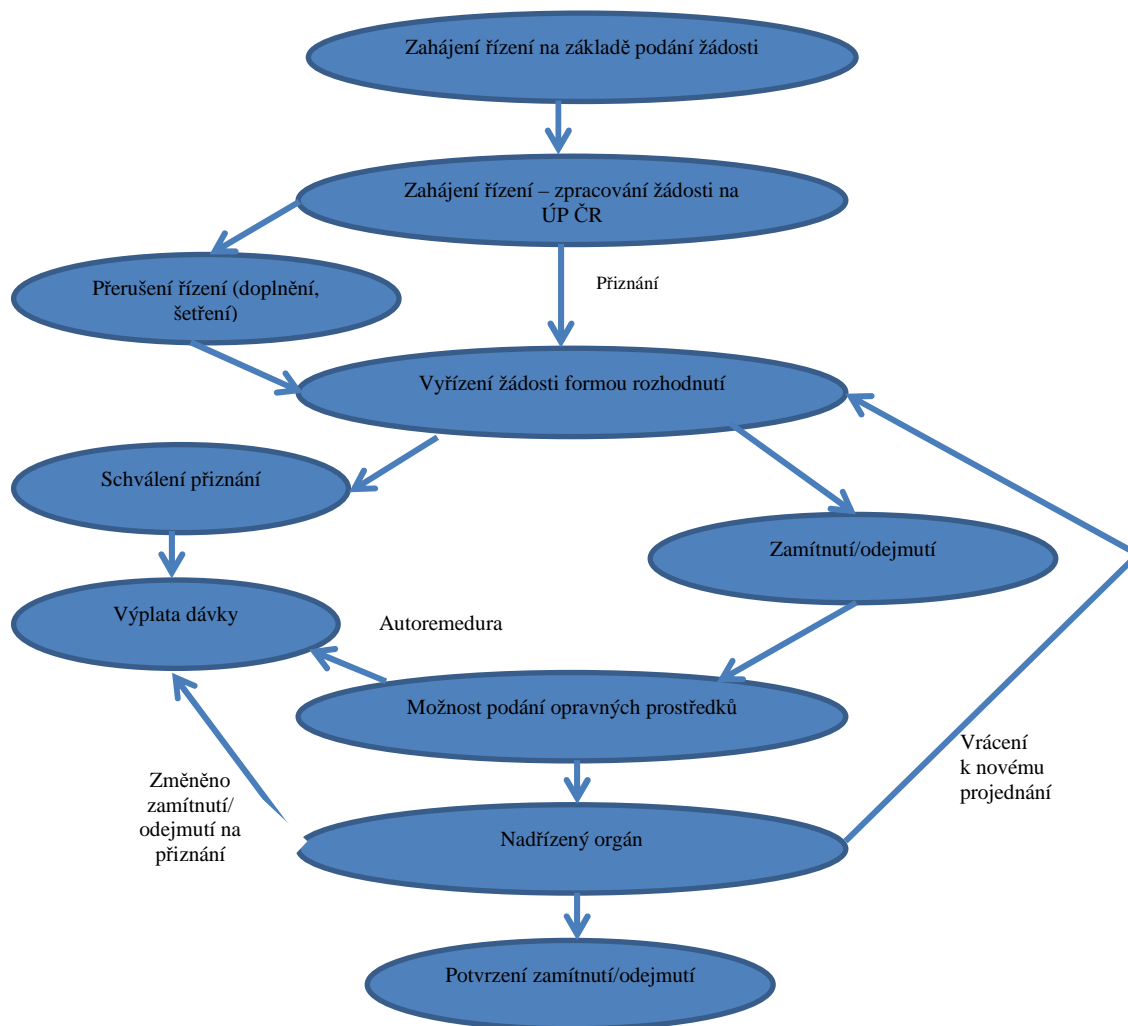 Zahájení řízení na základě podání žádosti
Zahájení řízení – zpracování žádosti na
ÚP ČR
Přerušení řízení (doplnění,
šetření)
Přiznání
Vyřízení žádosti formou rozhodnutí
Schválení přiznání
Zamítnutí/odejmutí
Výplata dávky
Autoremedura
Možnost podání opravných prostředků
Vrácení
k novému
projednání
Změněno
zamítnutí/
odejmutí na
přiznání
Nadřízený orgán
Potvrzení zamítnutí/odejmutí